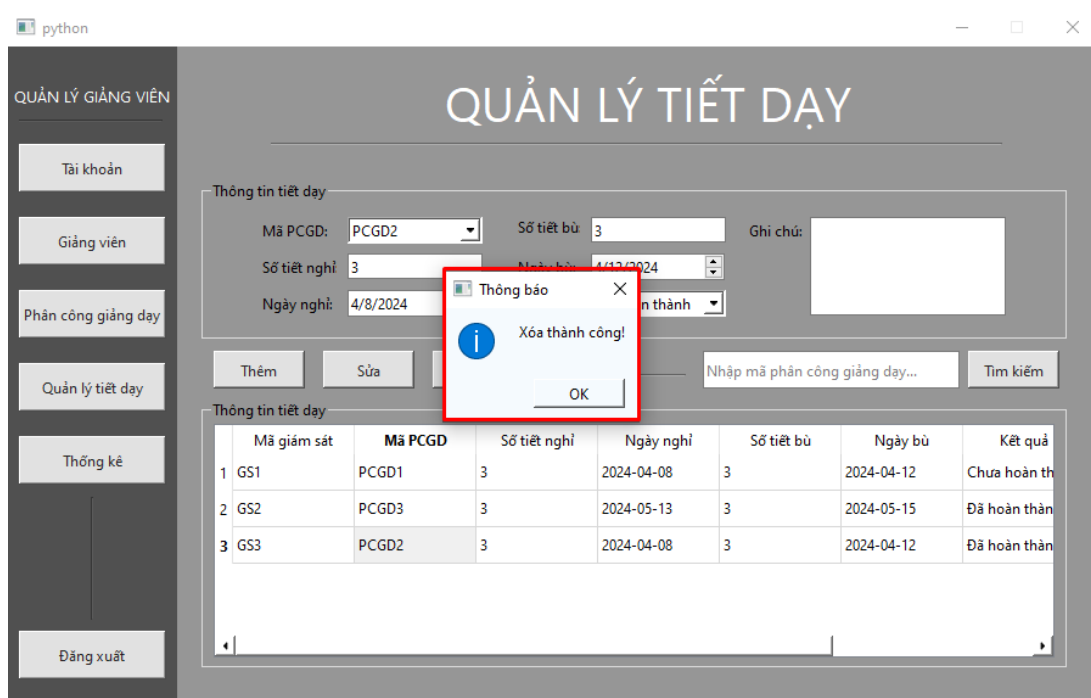 python
QUẢN LÝ GIẢNG VIÊN
Tài khoản
Giảng viên
Phân công giảng dạy
Quản lý tiết dạy
Thống kê
Đăng xuất
QUẢN LÝ TIẾT DẠY
Thông tin tiết dạy
Mã PCGD: PCGD2 Số tiết bù: 3 Ghi chú:
Số tiết nghỉ 3 4/12/2024
Ngày nghỉ: 4/8/2024 n thành
Thông báo
Xóa thành công!
OK
Thêm Sửa Nhập mã phân công giảng dạy... Tìm kiếm
Thông tin tiết dạy
Mã giám sát Mã PCGD Số tiết nghỉ Ngày nghỉ Số tiết bù Ngày bù Kết quả
1 GS1 PCGD1 3 2024-04-08 3 2024-04-12 Chưa hoàn th
2 GS2 PCGD3 3 2024-05-13 3 2024-05-15 Đã hoàn thàn
3 GS3 PCGD2 3 2024-04-08 3 2024-04-12 Đã hoàn thàn